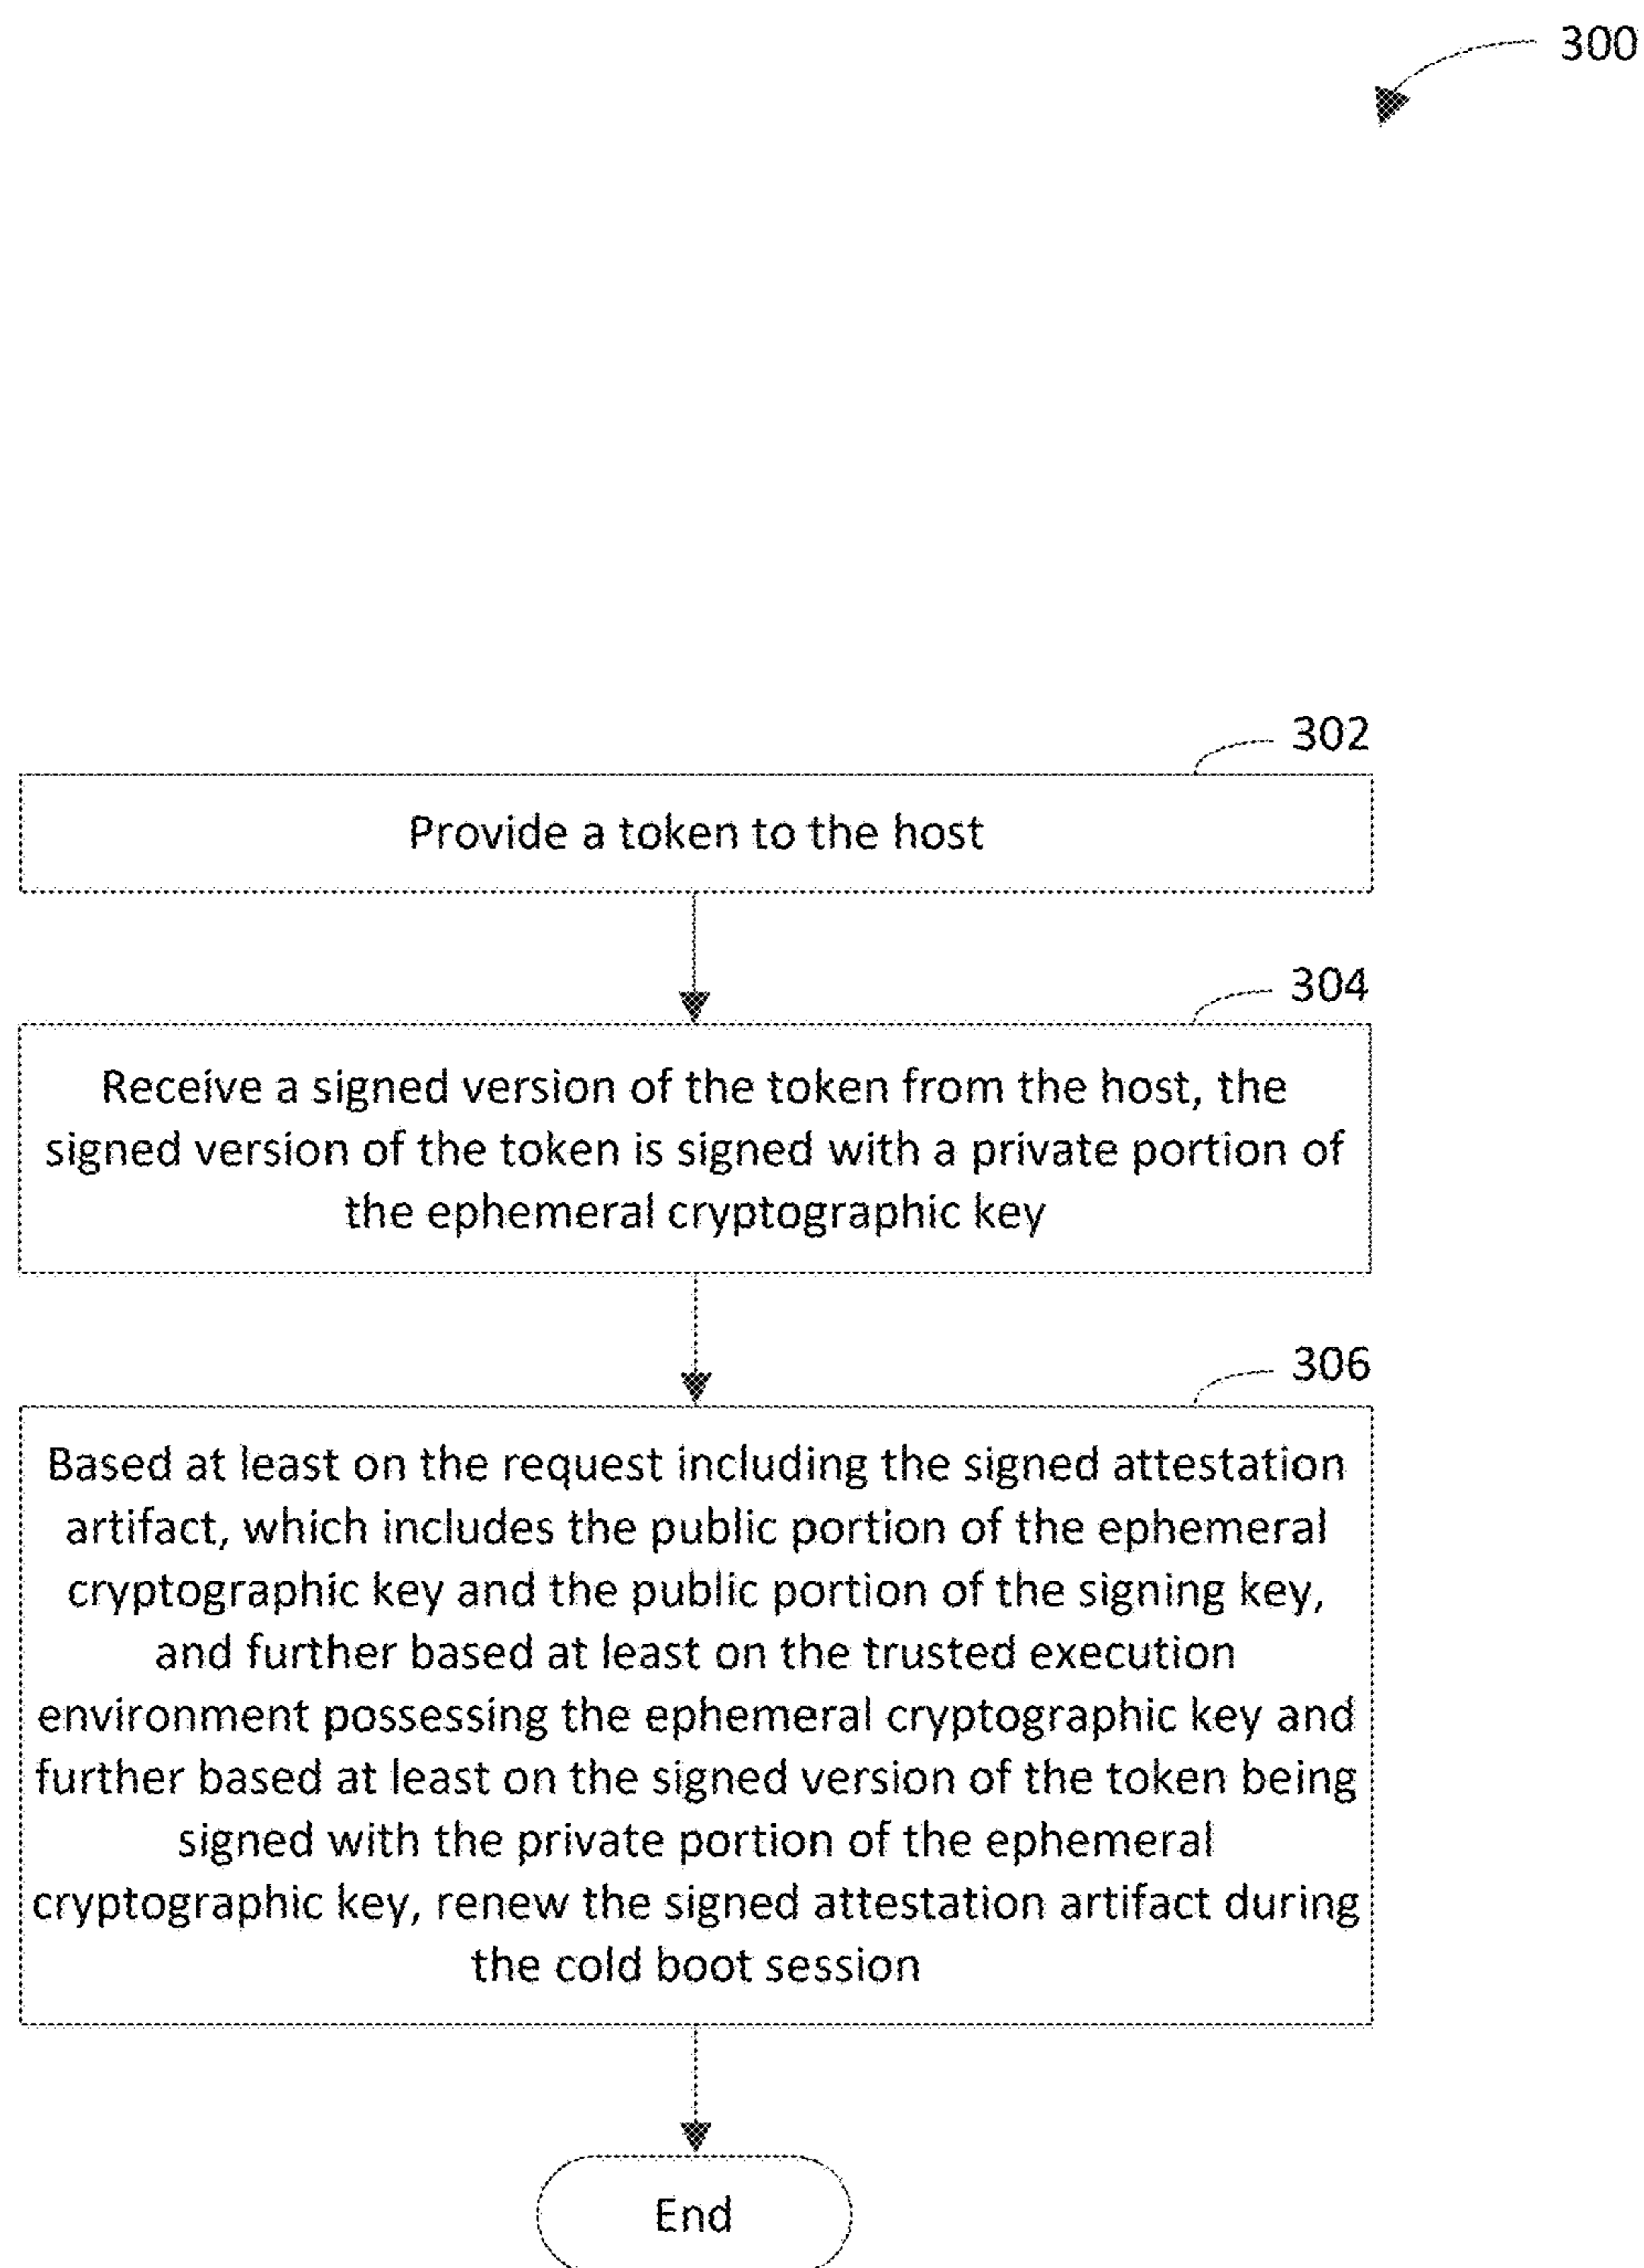 300
302
Provide a token to the host
304
Receive a signed version of the token from the host, the
signed version of the token is signed with a private portion of
the ephemeral cryptographic key
306
Based at least on the request including the signed attestation
artifact, which includes the public portion of the ephemeral
cryptographic key and the public portion of the signing key,
and further based at least on the trusted execution
environment possessing the ephemeral cryptographic key and
further based at least on the signed version of the token being
signed with the private portion of the ephemeral
cryptographic key, renew the signed attestation artifact during
the cold boot session
End